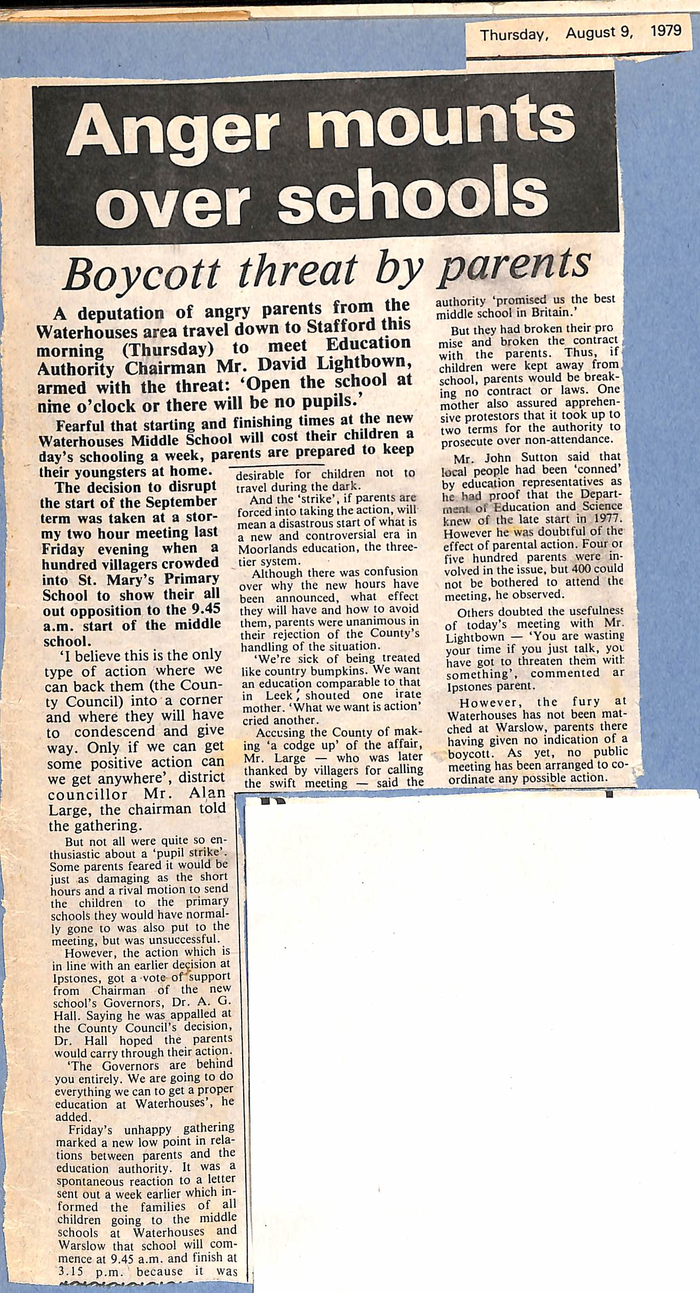 Thursday, August 9, 1979
Anger mounts
over schools
Boycott threat by parents
A deputation of angry parents from the
Waterhouses area travel down to Stafford this
morning (Thursday) to meet Education
Authority Chairman Mr. David Lightbown,
armed with the threat: ‘Open the school at
nine o’clock or there will be no pupils.’
Fearful that starting and finishing times at the new
Waterhouses Middle School will cost their children a
day’s schooling a week, parents are prepared to keep
their youngsters at home.
The decision to disrupt
the start of the September
term was taken at a stor-
my two hour meeting last
Friday evening when a
hundred villagers crowded
into St. Mary’s Primary
School to show their all
out opposition to the 9.45
a.m. start of the middle
school.
‘I believe this is the only
type of action where we
can back them (the Coun-
ty Council) into a corner
and where they will have
to condescend and give
way. Only if we can get
some positive action can
we get anywhere’, district
councillor Mr. Alan
Large, the chairman told
the gathering.
But not all were quite so en-
thusiastic about a ‘pupil strike’.
Some parents feared it would be
just as damaging as the short
hours and a rival motion to send
the children to the primary
schools they would have normal-
ly gone to was also put to the
meeting, but was unsuccessful.
However, the action which is
in line with an earlier decision at
Ipstones, got a vote of support
from Chairman of the new
school’s Governors, Dr. A. G.
Hall. Saying he was appalled at
the County Council’s decision,
Dr. Hall hoped the parents
would carry through their action.
‘The Governors are behind
you entirely. We are going to do
everything we can to get a proper
education at Waterhouses’, he
added.
Friday’s unhappy gathering
marked a new low point in rela-
tions between parents and the
education authority. It was a
spontaneous reaction to a letter
sent out a week earlier which in-
formed the families of all
children going to the middle
schools at Waterhouses and
Warslow that school will com-
mence at 9.45 a.m. and finish at
3.15 p.m. because it was
desirable for children not to
travel during the dark.
And the ‘strike’, if parents are
forced into taking the action, will
mean a disastrous start of what is
a new and controversial era in
Moorlands education, the three-
tier system.
Although there was confusion
over why the new hours have
been announced, what effect
they will have and how to avoid
them, parents were unanimous in
their rejection of the County’s
handling of the situation.
‘We’re sick of being treated
like country bumpkins. We want
an education comparable to that
in Leek’, shouted one irate
mother. ‘What we want is action’
cried another.
Accusing the County of mak-
ing ‘a codge up’ of the affair,
Mr. Large — who was later
thanked by villagers for calling
the swift meeting — said the
authority ‘promised us the best
middle school in Britain.’
But they had broken their pro
mise and broken the contract
with the parents. Thus, if
children were kept away from
school, parents would be break-
ing no contract or laws. One
mother also assured apprehen-
sive protestors that it took up to
two terms for the authority to
prosecute over non-attendance.
Mr. John Sutton said that
local people had been ‘conned’
by education representatives as
he had proof that the Depart-
ment of Education and Science
knew of the late start in 1977.
However he was doubtful of the
effect of parental action. Four or
five hundred parents were in-
volved in the issue, but 400 could
not be bothered to attend the
meeting, he observed.
Others doubted the usefulness
of today’s meeting with Mr.
Lightbown — ‘You are wasting
your time if you just talk, you
have got to threaten them with
something’, commented an
Ipstones parent.
However, the fury at
Waterhouses has not been mat-
ched at Warslow, parents there
having given no indication of a
boycott. As yet, no public
meeting has been arranged to co-
ordinate any possible action.